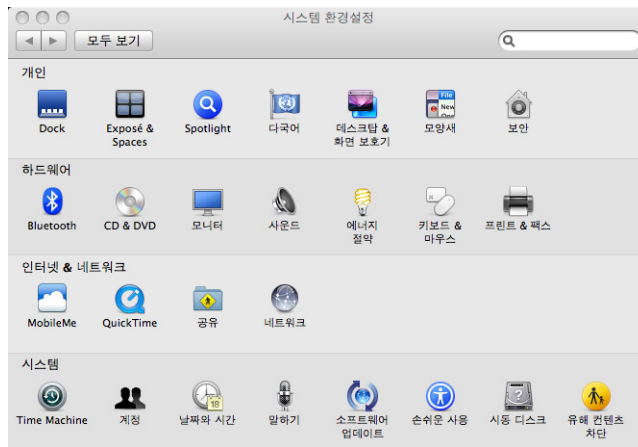 시스템 환경설정
모두 보기
개인
Dock
Exposé & Spaces
Spotlight
다국어
데스크탑 & 화면 보호기
모양새
보안
하드웨어
Bluetooth
CD & DVD
모니터
사운드
에너지 절약
키보드 & 마우스
프린트 & 팩스
인터넷 & 네트워크
MobileMe
QuickTime
공유
네트워크
시스템
Time Machine
계정
날짜와 시간
말하기
소프트웨어 업데이트
손쉬운 사용
시동 디스크
유해 컨텐츠 차단